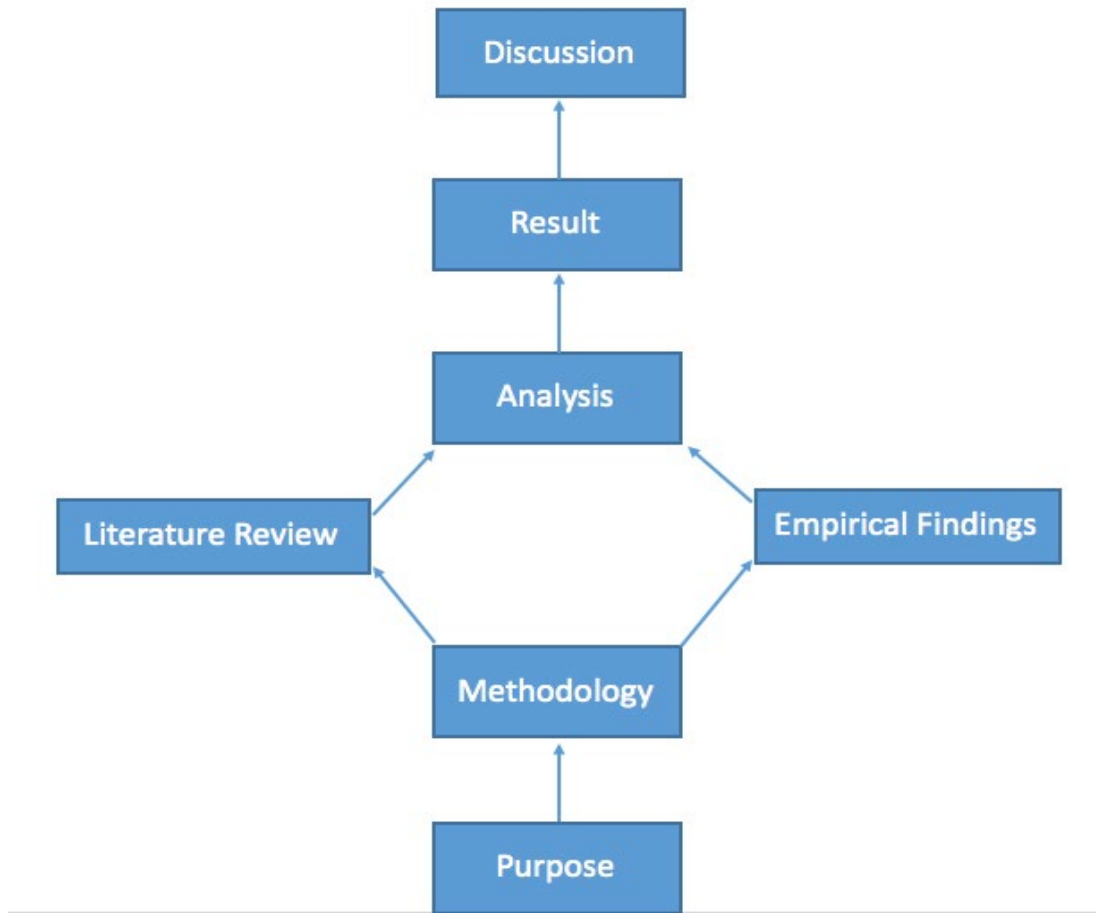 Discussion
Result
Analysis
Literature Review
Empirical Findings
Methodology
Purpose